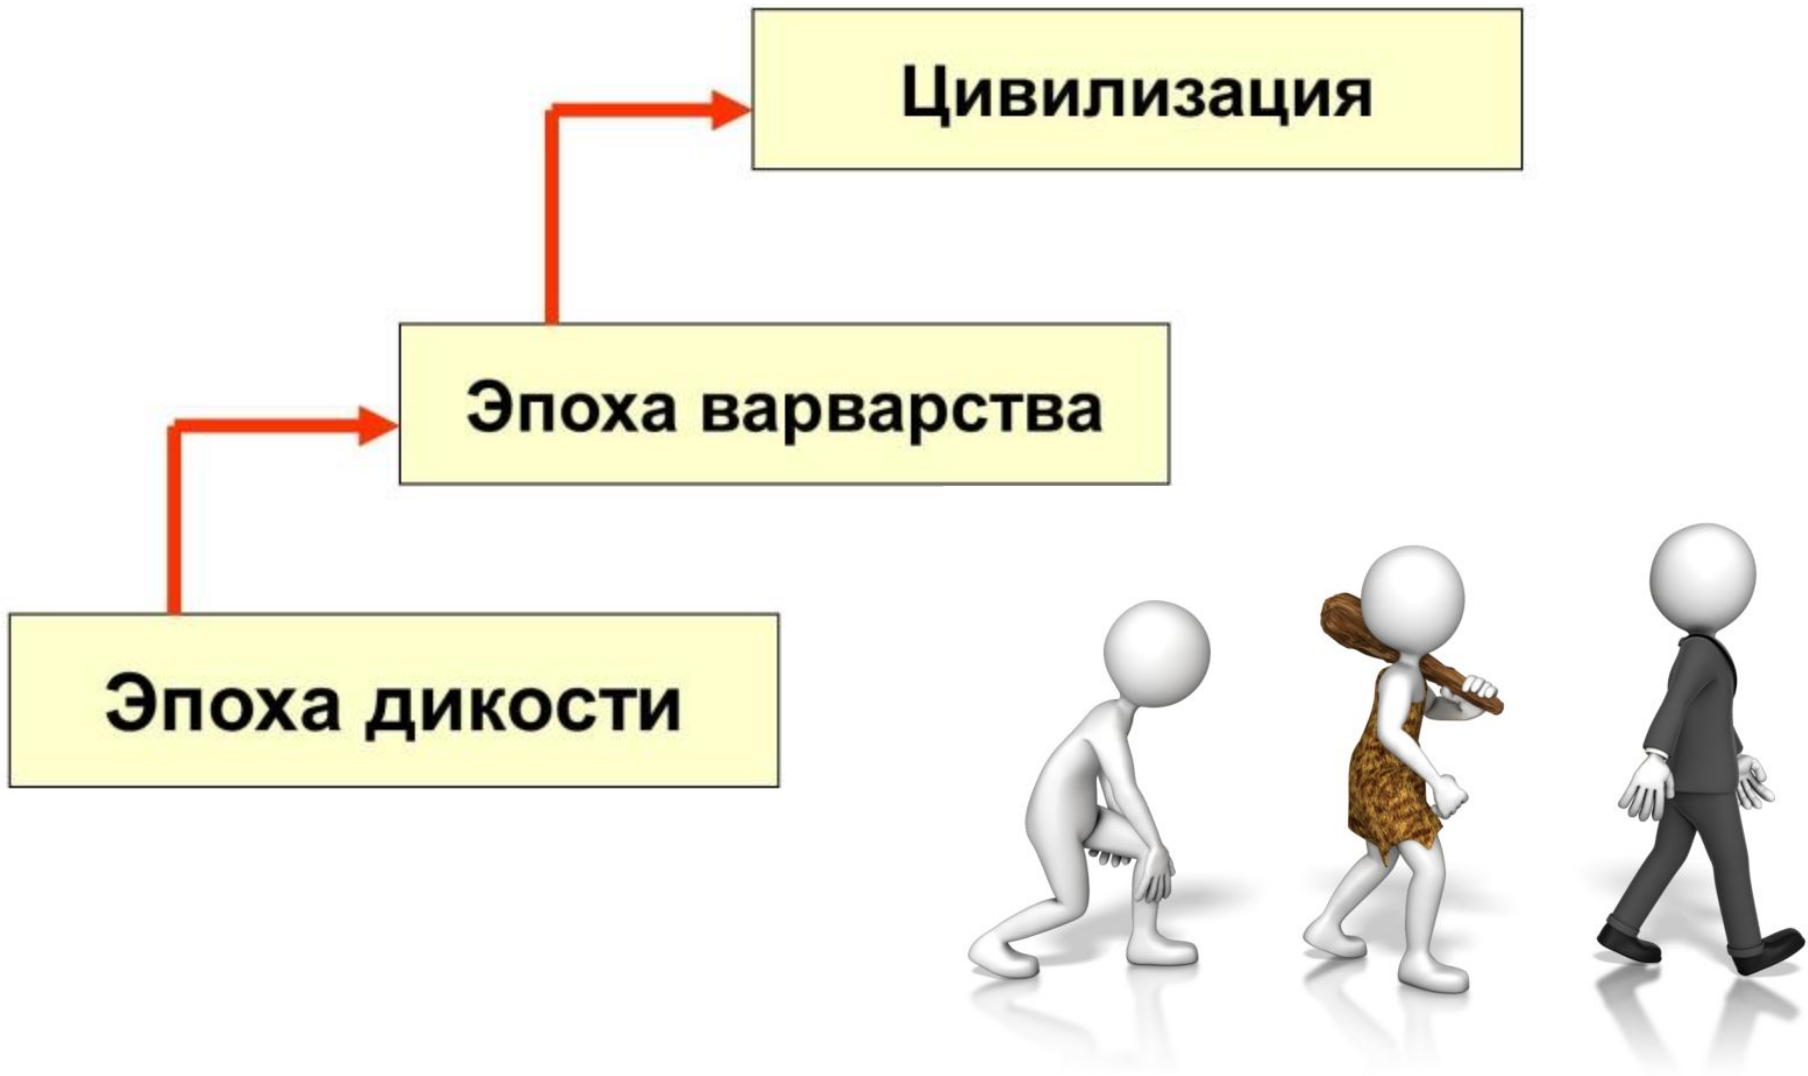 Цивилизация
Эпоха варварства
Эпоха дикости